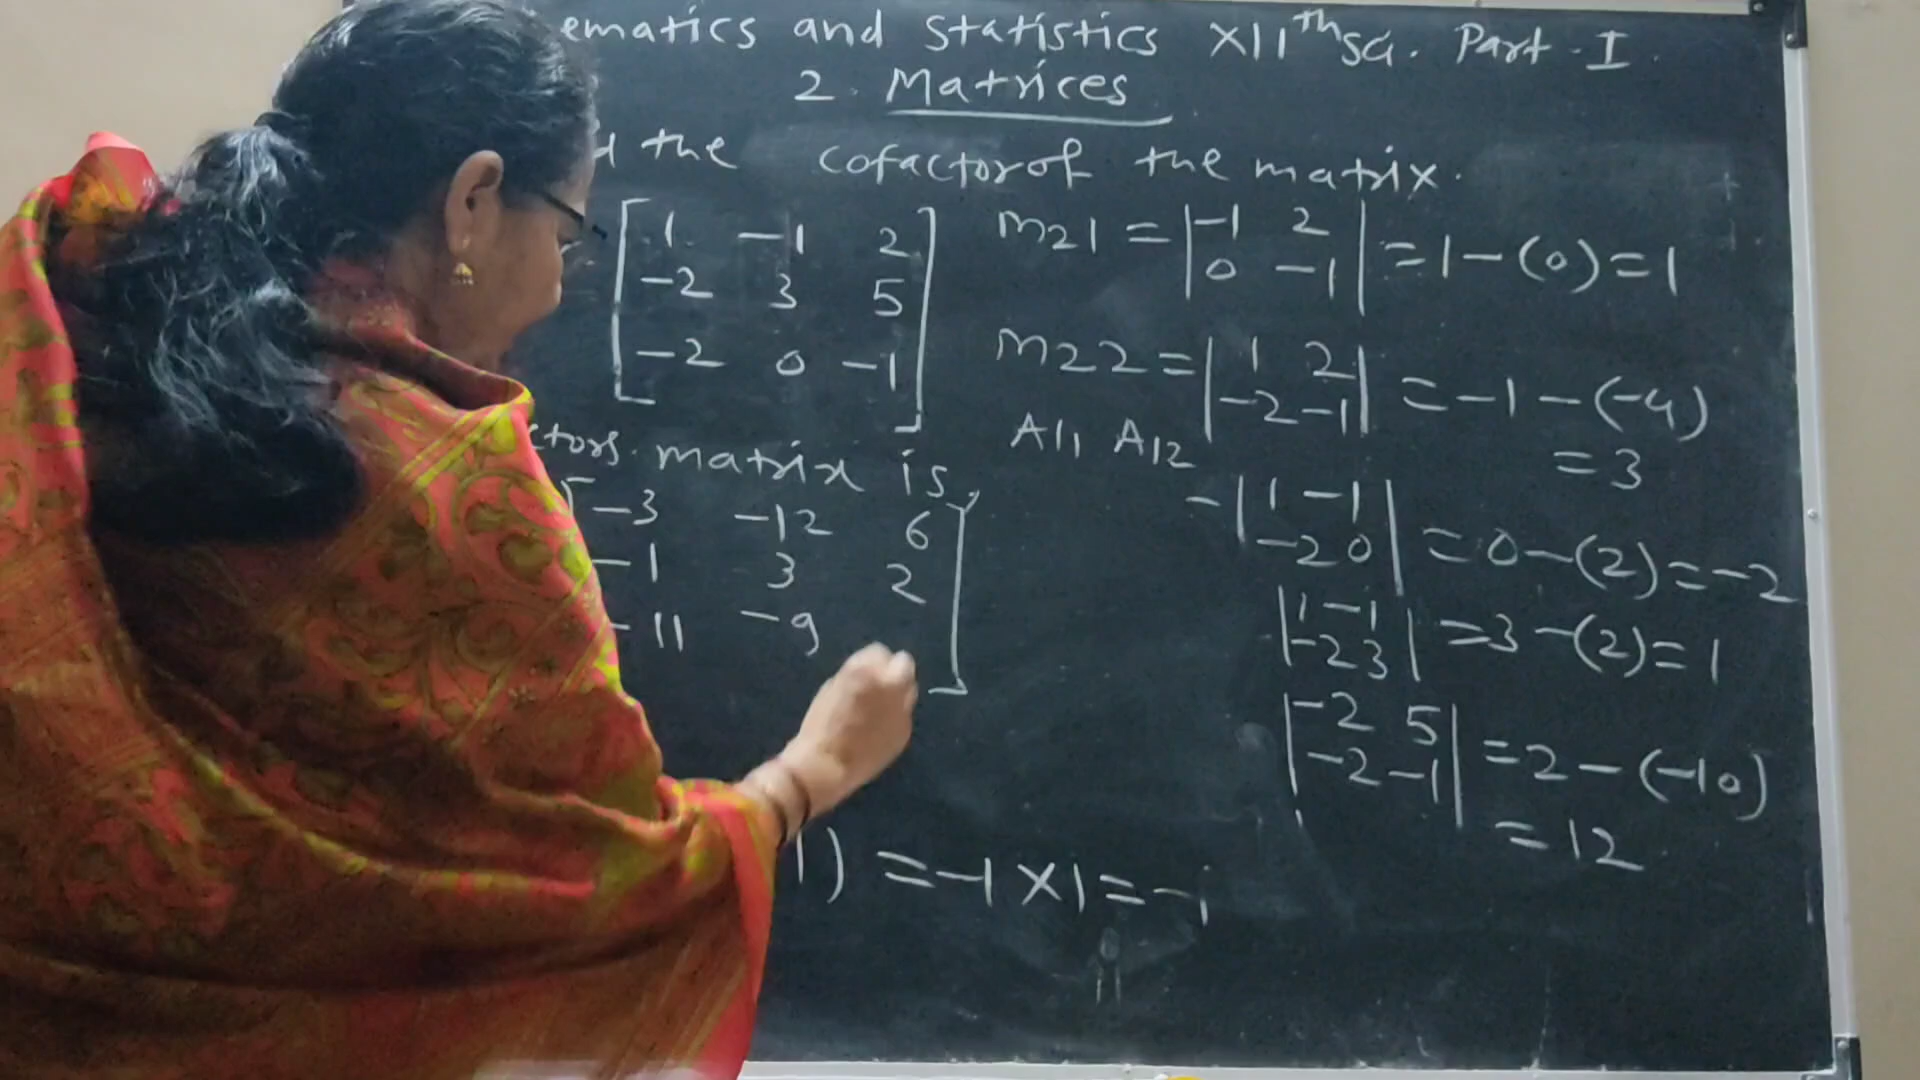 ematics and Statistics XIIth Sci. Part - I.
2. Matrices
the cofactor of the matrix.
1 -1 2
-2 3 5
-2 0 -1
ctors matrix is,
-3 -12 6
-1 3 2
-11 -9
1) = -1 X 1 = -1
M21 = |-1 2| = 1 - (0) = 1
|0 -1|
M22 = |1 2| = -1 - (-4)
|-2 -1|
= 3
A11 A12
- |1 -1|
|-2 0| = 0 - (2) = -2
|1 -1|
|-2 3| = 3 - (2) = 1
|-2 5|
|-2 -1| = 2 - (-10)
= 12